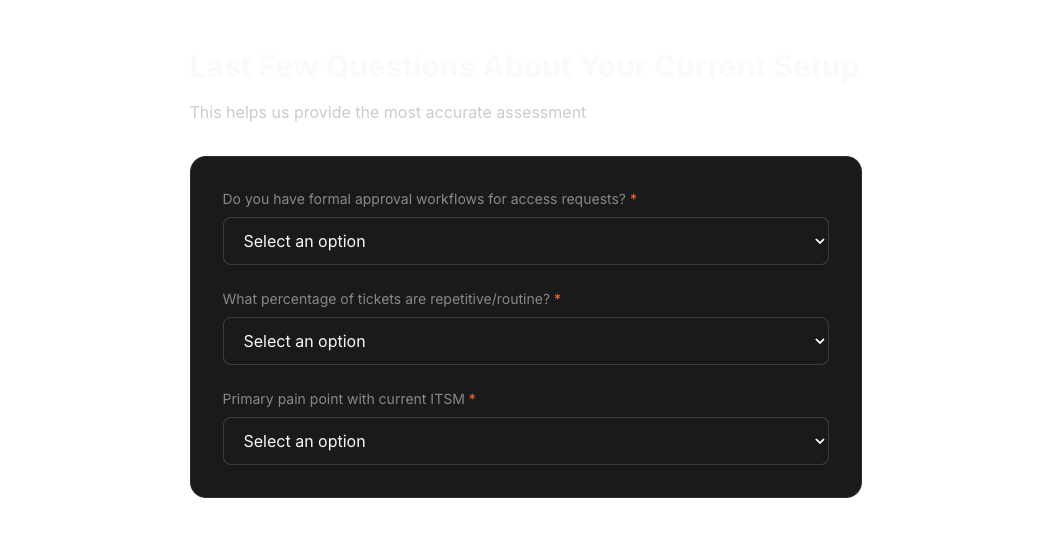 Last Few Questions About Your Current Setup
This helps us provide the most accurate assessment
Do you have formal approval workflows for access requests? *
Select an option
What percentage of tickets are repetitive/routine? *
Select an option
Primary pain point with current ITSM *
Select an option